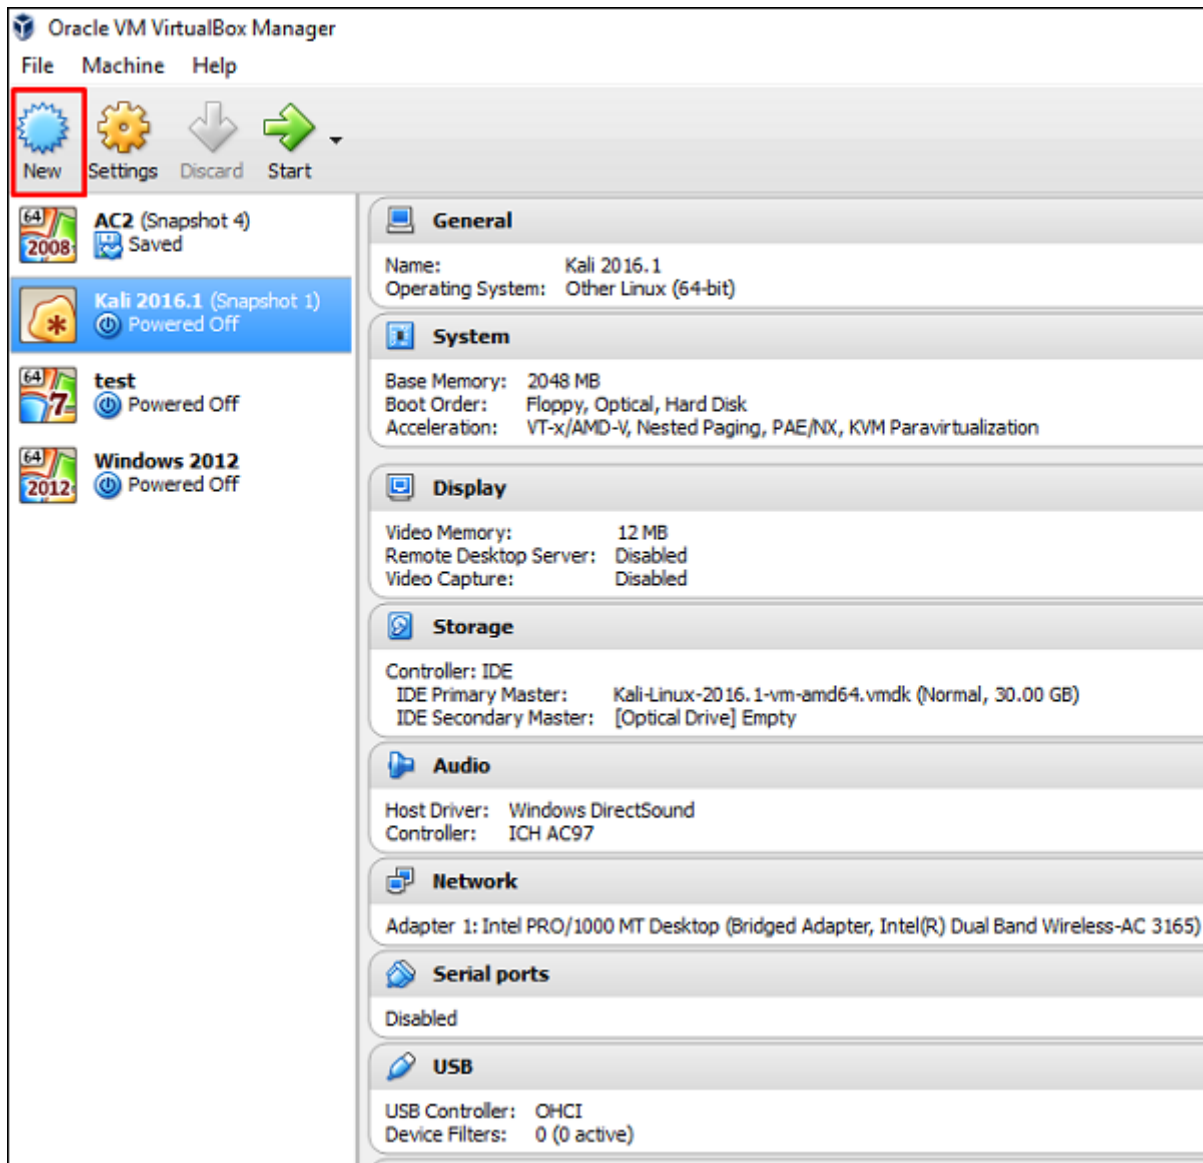 Oracle VM VirtualBox Manager
File Machine Help
New Settings Discard Start
64 2008 AC2 (Snapshot 4)
Saved
Kali 2016.1 (Snapshot 1)
Powered Off
64 7 test
Powered Off
64 2012 Windows 2012
Powered Off
General
Name: Kali 2016.1
Operating System: Other Linux (64-bit)
System
Base Memory: 2048 MB
Boot Order: Floppy, Optical, Hard Disk
Acceleration: VT-x/AMD-V, Nested Paging, PAE/NX, KVM Paravirtualization
Display
Video Memory: 12 MB
Remote Desktop Server: Disabled
Video Capture: Disabled
Storage
Controller: IDE
IDE Primary Master: Kali-Linux-2016.1-vm-amd64.vmdk (Normal, 30.00 GB)
IDE Secondary Master: [Optical Drive] Empty
Audio
Host Driver: Windows DirectSound
Controller: ICH AC97
Network
Adapter 1: Intel PRO/1000 MT Desktop (Bridged Adapter, Intel(R) Dual Band Wireless-AC 3165)
Serial ports
Disabled
USB
USB Controller: OHCI
Device Filters: 0 (0 active)